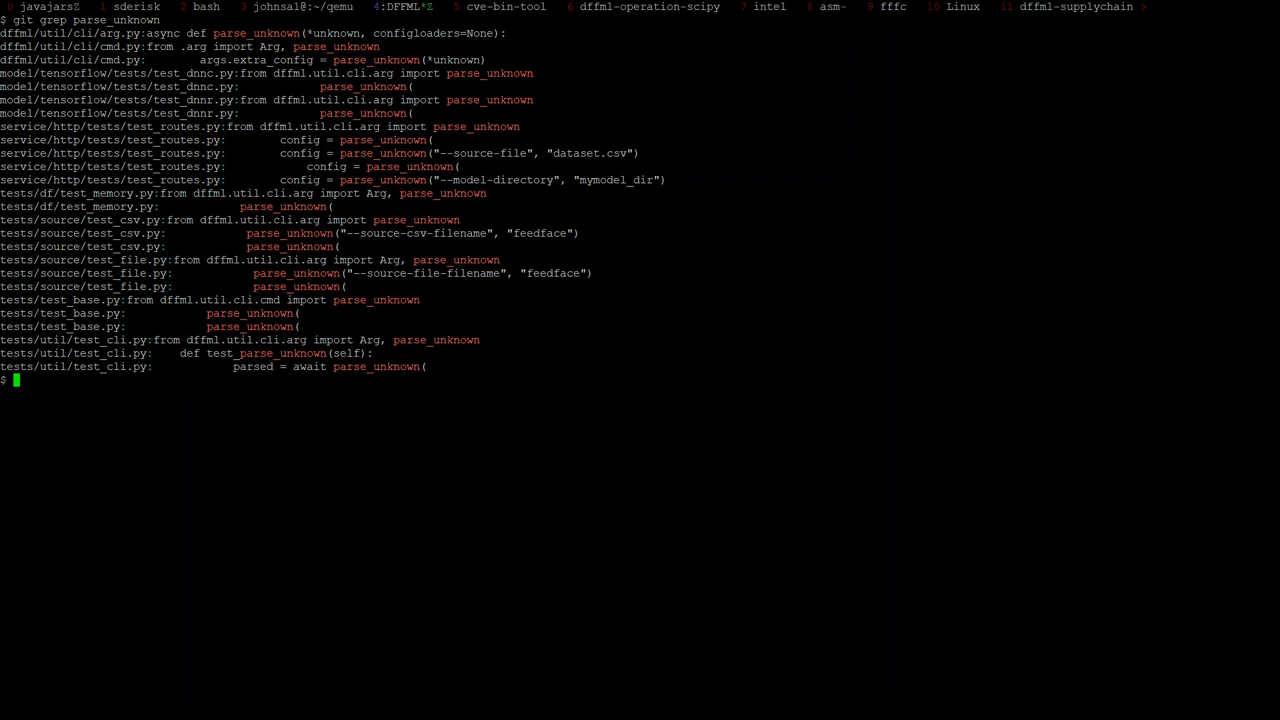 0 javajarsZ 1 sderisk 2 bash 3 johnsal@:~/qemu 4:DFFML*Z 5 cve-bin-tool 6 dffml-operation-scipy 7 intel 8 asm- 9 fffc 10 Linux 11 dffml-supplychain >
$ git grep parse_unknown
dffml/util/cli/arg.py:async def parse_unknown(*unknown, configloaders=None):
dffml/util/cli/cmd.py:from .arg import Arg, parse_unknown
dffml/util/cli/cmd.py:        args.extra_config = parse_unknown(*unknown)
model/tensorflow/tests/test_dnnc.py:from dffml.util.cli.arg import parse_unknown
model/tensorflow/tests/test_dnnc.py:            parse_unknown(
model/tensorflow/tests/test_dnnr.py:from dffml.util.cli.arg import parse_unknown
model/tensorflow/tests/test_dnnr.py:            parse_unknown(
service/http/tests/test_routes.py:from dffml.util.cli.arg import parse_unknown
service/http/tests/test_routes.py:        config = parse_unknown(
service/http/tests/test_routes.py:        config = parse_unknown("--source-file", "dataset.csv")
service/http/tests/test_routes.py:            config = parse_unknown(
service/http/tests/test_routes.py:        config = parse_unknown("--model-directory", "mymodel_dir")
tests/df/test_memory.py:from dffml.util.cli.arg import Arg, parse_unknown
tests/df/test_memory.py:            parse_unknown(
tests/source/test_csv.py:from dffml.util.cli.arg import parse_unknown
tests/source/test_csv.py:            parse_unknown("--source-csv-filename", "feedface")
tests/source/test_csv.py:            parse_unknown(
tests/source/test_file.py:from dffml.util.cli.arg import Arg, parse_unknown
tests/source/test_file.py:            parse_unknown("--source-file-filename", "feedface")
tests/source/test_file.py:            parse_unknown(
tests/test_base.py:from dffml.util.cli.cmd import parse_unknown
tests/test_base.py:            parse_unknown(
tests/test_base.py:            parse_unknown(
tests/util/test_cli.py:from dffml.util.cli.arg import Arg, parse_unknown
tests/util/test_cli.py:    def test_parse_unknown(self):
tests/util/test_cli.py:            parsed = await parse_unknown(
$